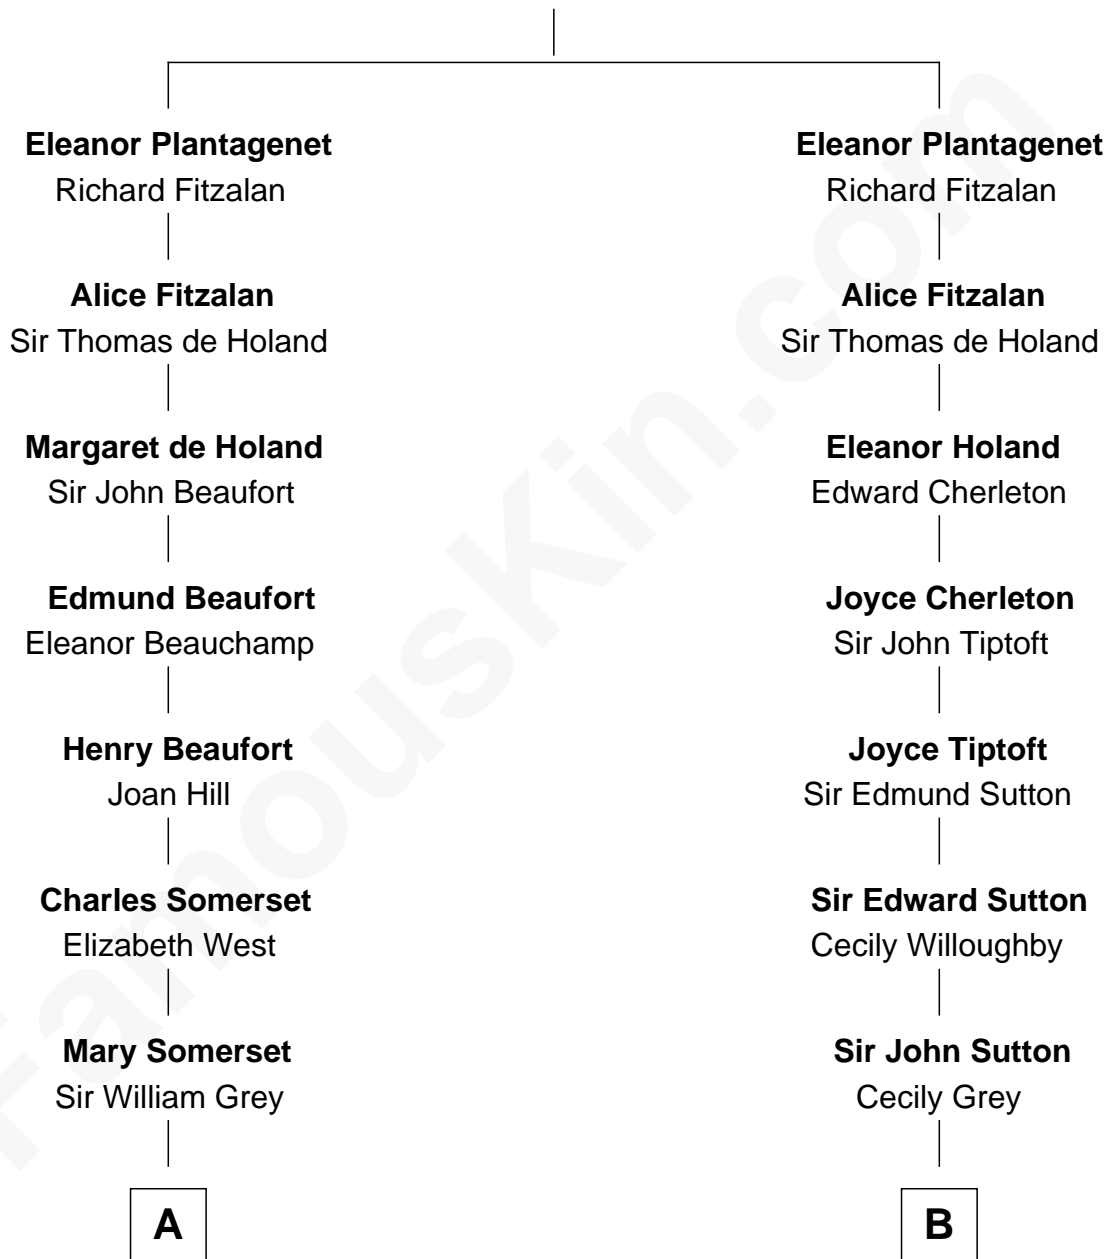 Eleanor Plantagenet
Richard Fitzalan
Alice Fitzalan
Sir Thomas de Holand
Margaret de Holand
Sir John Beaufort
Edmund Beaufort
Eleanor Beauchamp
Henry Beaufort
Joan Hill
Charles Somerset
Elizabeth West
Mary Somerset
Sir William Grey
A
Eleanor Plantagenet
Richard Fitzalan
Alice Fitzalan
Sir Thomas de Holand
Eleanor Holand
Edward Cherleton
Joyce Cherleton
Sir John Tiptoft
Joyce Tiptoft
Sir Edmund Sutton
Sir Edward Sutton
Cecily Willoughby
Sir John Sutton
Cecily Grey
B
FamousKin.com